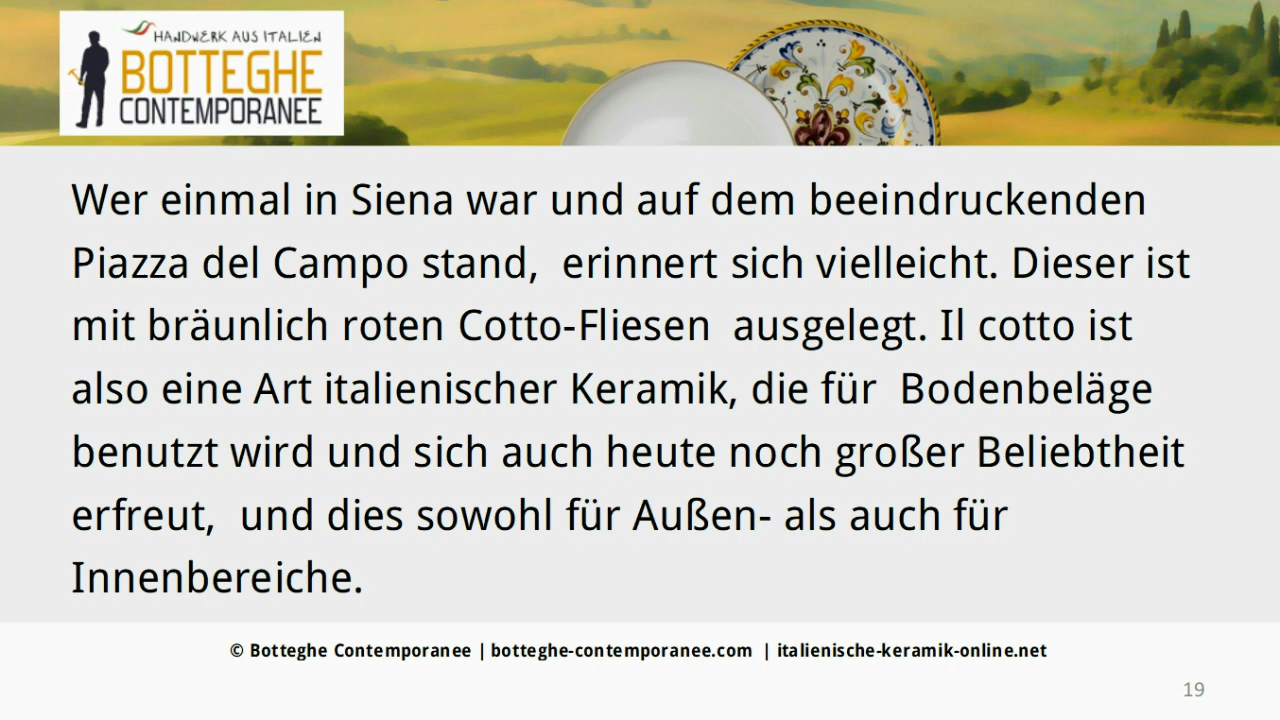 HANDWERK AUS ITALIEN
BOTTEGHE
CONTEMPORANEE
Wer einmal in Siena war und auf dem beeindruckenden
Piazza del Campo stand,  erinnert sich vielleicht. Dieser ist
mit bräunlich roten Cotto-Fliesen  ausgelegt. Il cotto ist
also eine Art italienischer Keramik, die für  Bodenbeläge
benutzt wird und sich auch heute noch großer Beliebtheit
erfreut,  und dies sowohl für Außen- als auch für
Innenbereiche.
© Botteghe Contemporanee | botteghe-contemporanee.com  | italienische-keramik-online.net
19